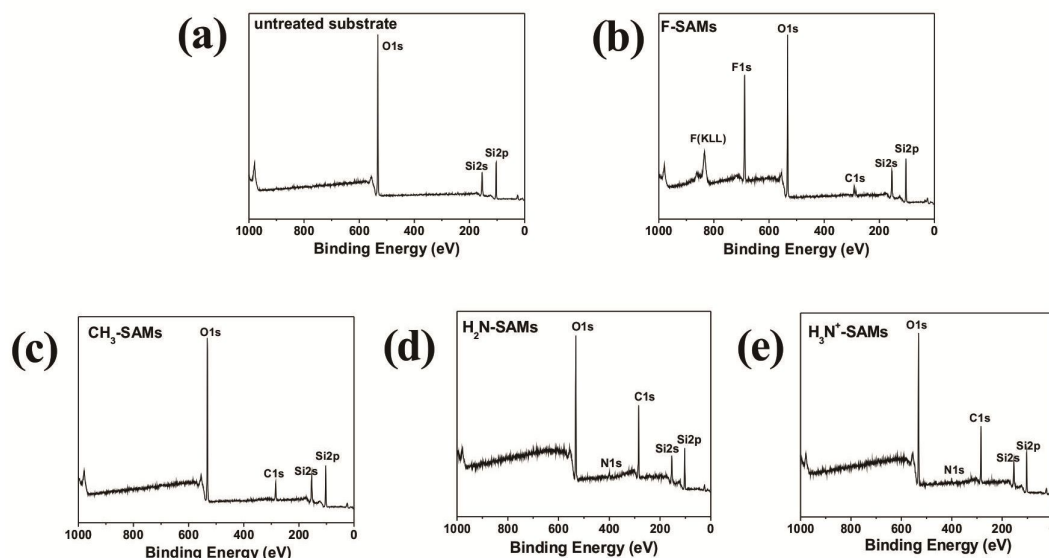 (a)
untreated substrate
O1s
Si2s
Si2p
1000 800 600 400 200 0
Binding Energy (eV)
(b)
F-SAMs
O1s
F1s
F(KLL)
C1s
Si2s
Si2p
1000 800 600 400 200 0
Binding Energy (eV)
(c)
CH3-SAMs
O1s
C1s
Si2s
Si2p
1000 800 600 400 200 0
Binding Energy (eV)
(d)
H2N-SAMs
O1s
N1s
C1s
Si2s
Si2p
1000 800 600 400 200 0
Binding Energy (eV)
(e)
H3N+-SAMs
O1s
N1s
C1s
Si2s
Si2p
1000 800 600 400 200 0
Binding Energy (eV)